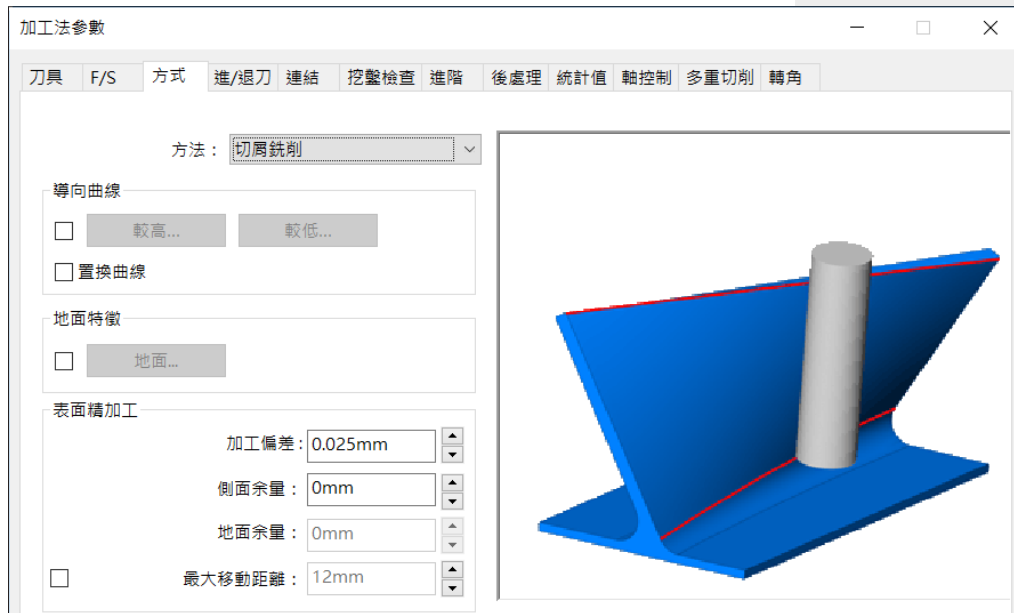 加工法參數
刀具 F/S 方式 進/退刀 連結 挖鑿檢查 進階 後處理 統計值 軸控制 多重切削 轉角
方法： 切屑銑削
導向曲線
較高... 較低...
置換曲線
地面特徵
地面...
表面精加工
加工偏差： 0.025mm
側面余量： 0mm
地面余量： 0mm
最大移動距離： 12mm